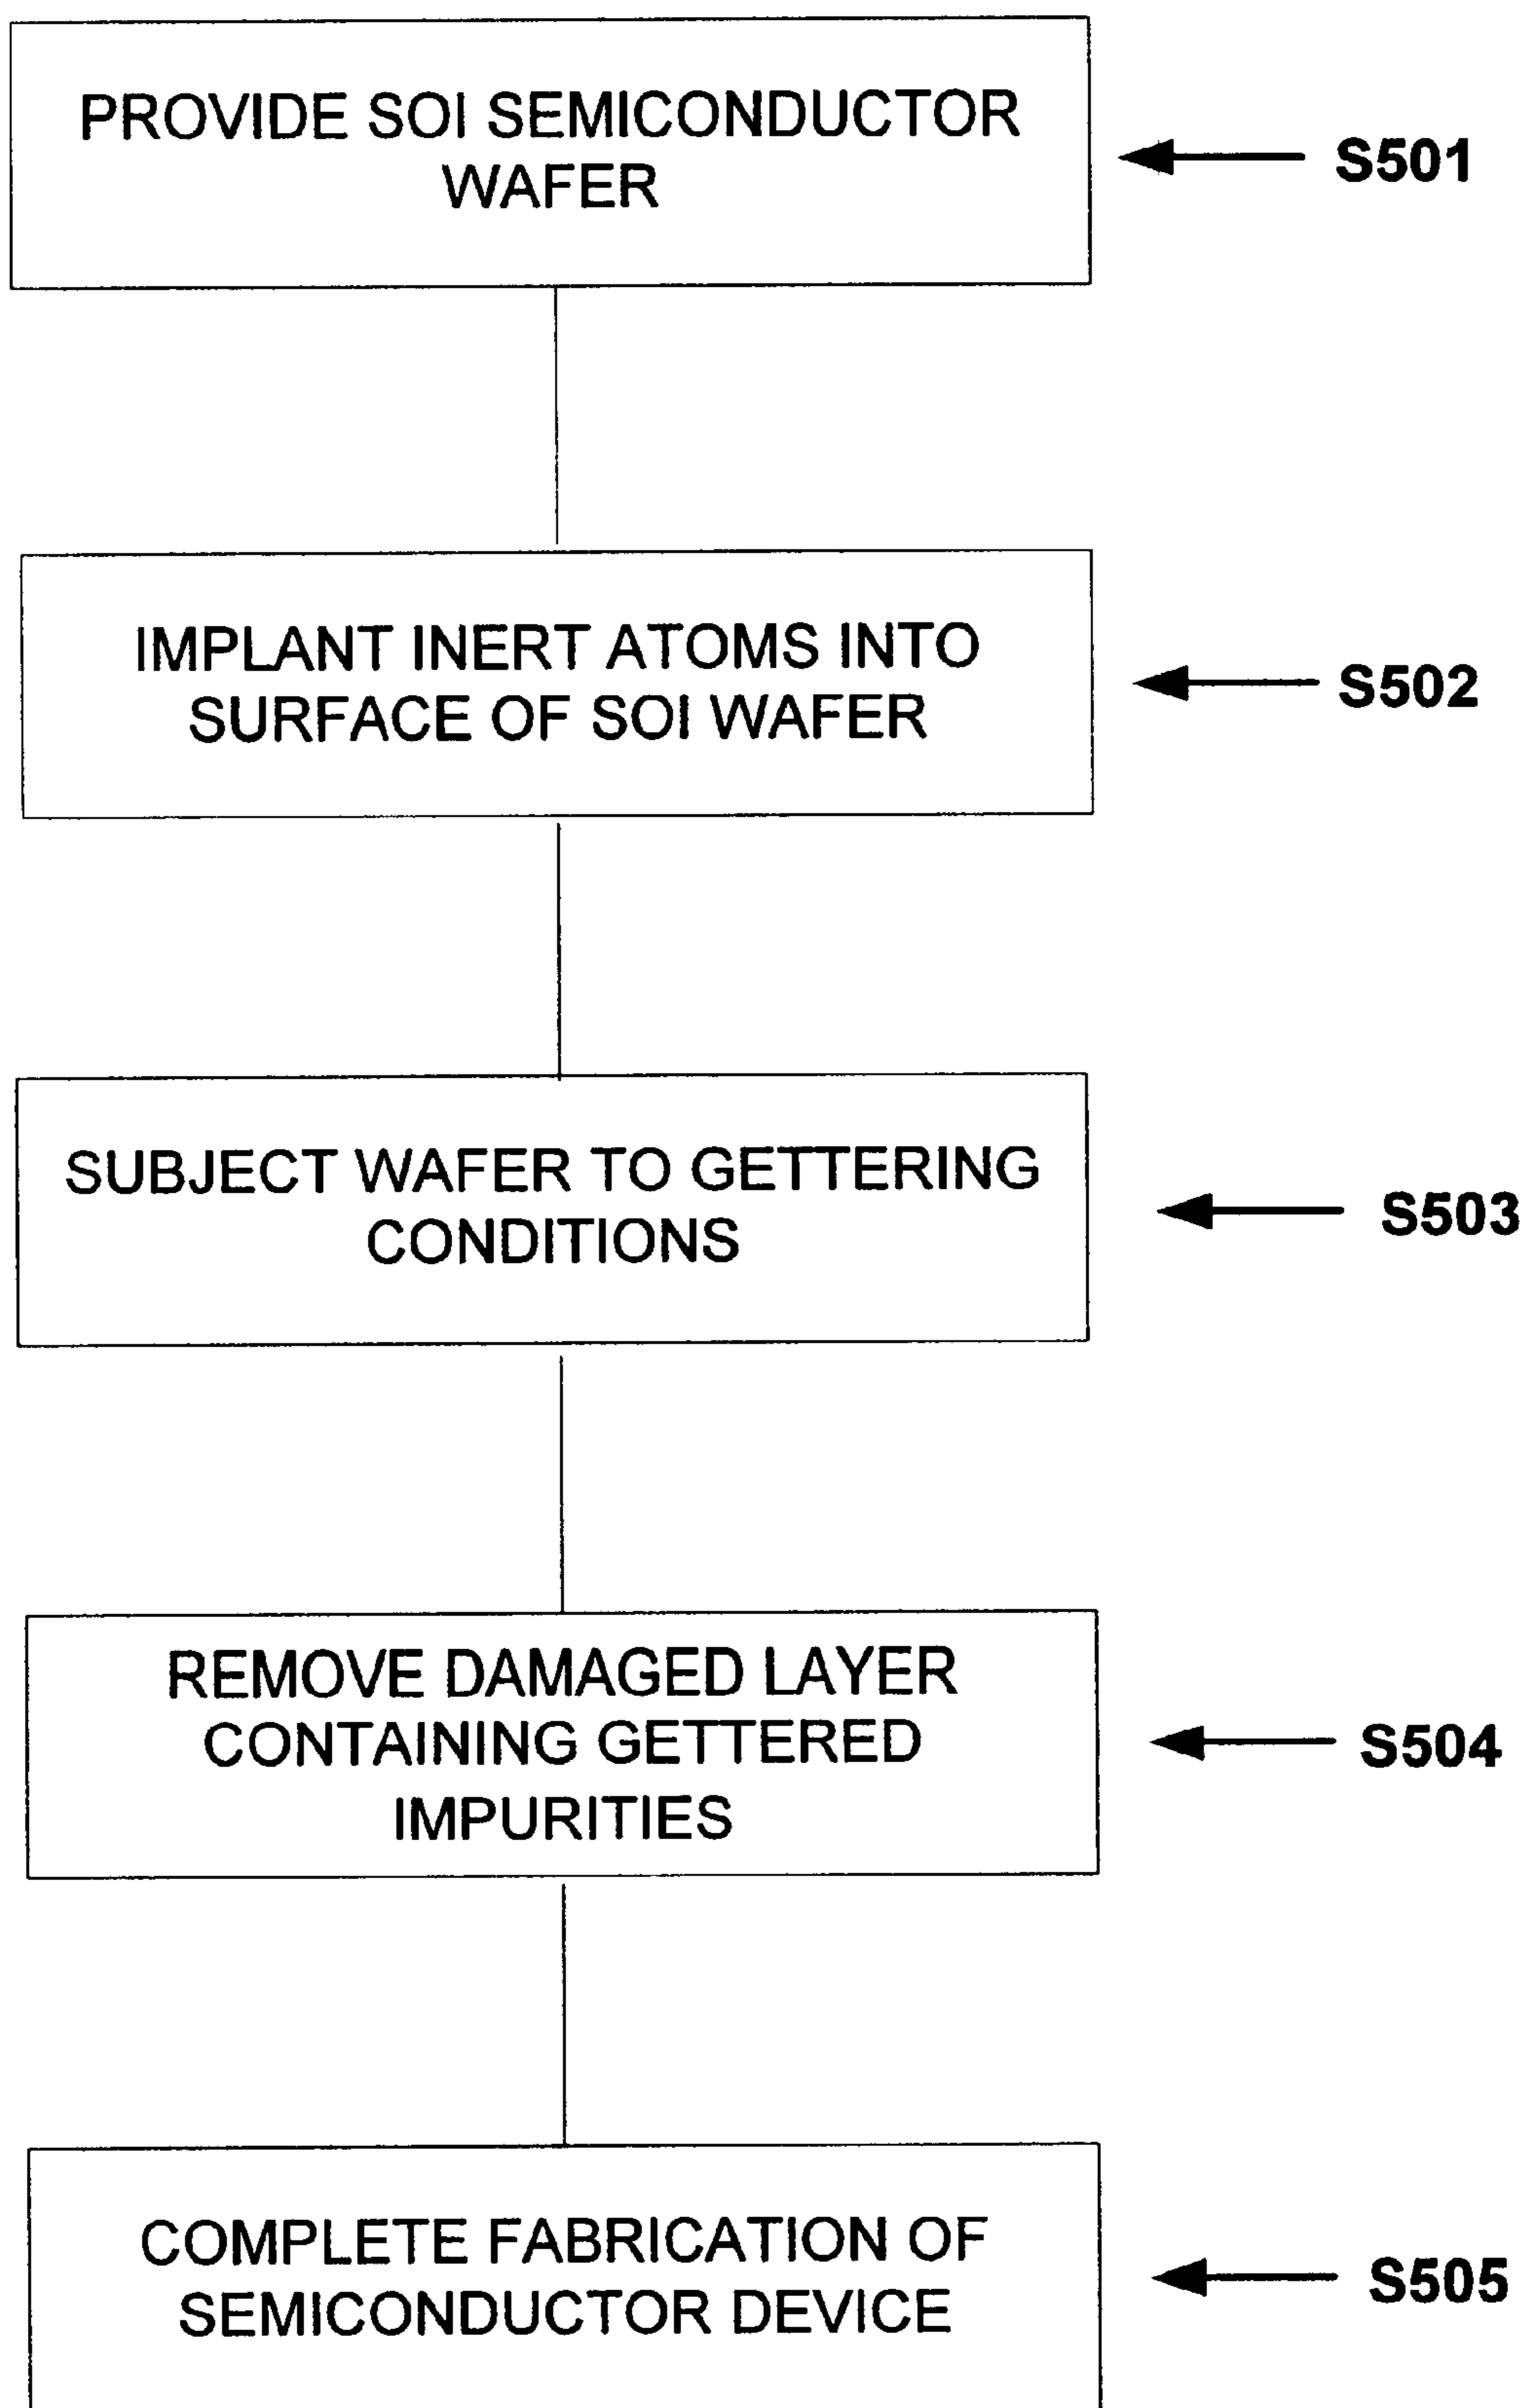 PROVIDE SOI SEMICONDUCTOR
WAFER
S501
IMPLANT INERT ATOMS INTO
SURFACE OF SOI WAFER
S502
SUBJECT WAFER TO GETTERING
CONDITIONS
S503
REMOVE DAMAGED LAYER
CONTAINING GETTERED
IMPURITIES
S504
COMPLETE FABRICATION OF
SEMICONDUCTOR DEVICE
S505